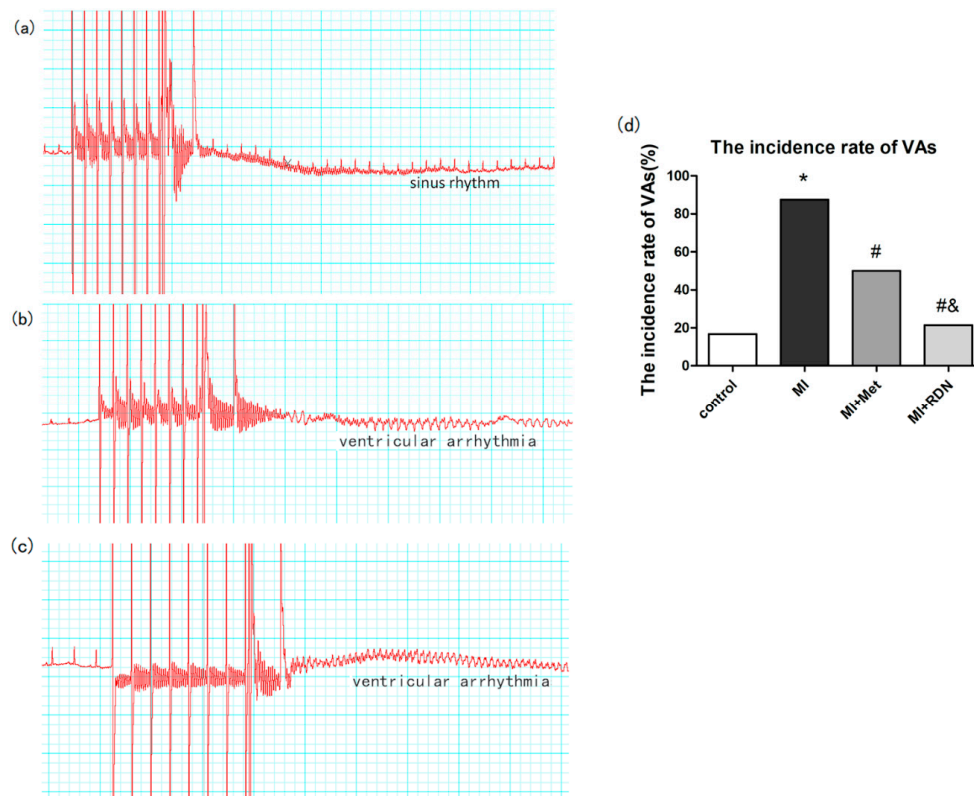 (a)
sinus rhythm
(b)
ventricular arrhythmia
(c)
ventricular arrhythmia
(d)
The incidence rate of VAs
The incidence rate of VAs(%)
100
80
60
40
20
0
*
#
#&
control
MI
MI+Met
MI+RDN